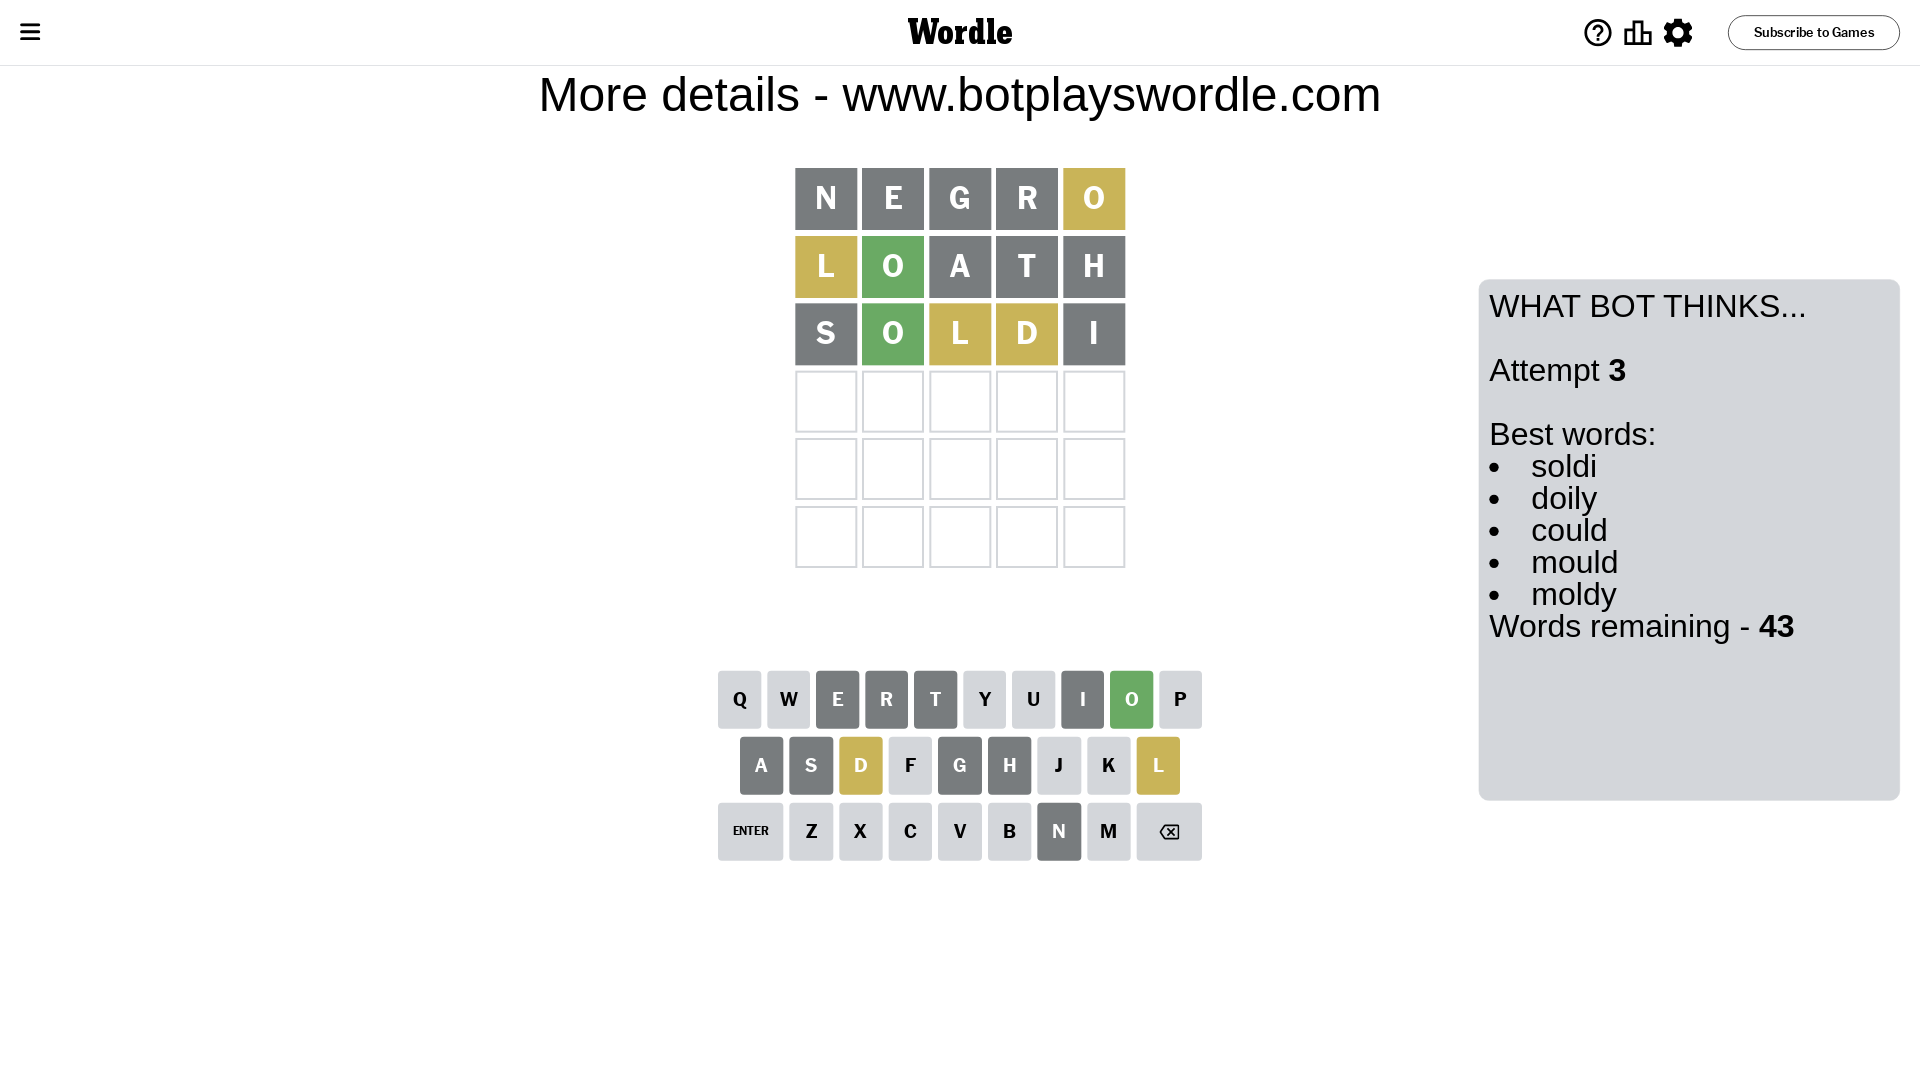 Wordle
Subscribe to Games
More details - www.botplayswordle.com
N E G R O
L O A T H
S O L D I
WHAT BOT THINKS...
Attempt 3
Best words:
• soldi
• doily
• could
• mould
• moldy
Words remaining - 43
Q W E R T Y U I O P
A S D F G H J K L
ENTER Z X C V B N M